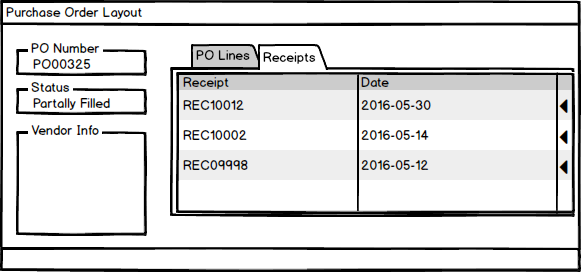 Purchase Order Layout
PO Number
PO00325
Status
Partially Filled
Vendor Info
PO Lines Receipts
Receipt Date
REC10012 2016-05-30
REC10002 2016-05-14
REC09998 2016-05-12